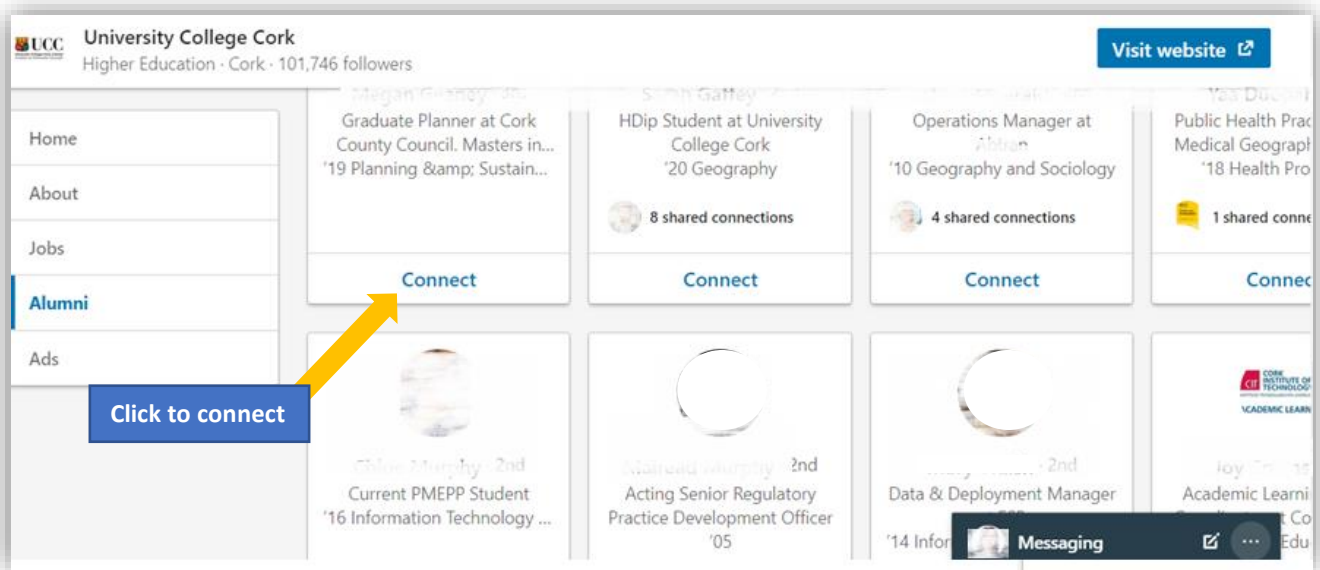 UCC
University College Cork
Higher Education · Cork · 101,746 followers
Visit website
Home
About
Jobs
Alumni
Ads
Graduate Planner at Cork
County Council. Masters in...
'19 Planning &amp; Sustain...
Connect
HDip Student at University
College Cork
'20 Geography
8 shared connections
Connect
Operations Manager at
'10 Geography and Sociology
4 shared connections
Connect
Public Health Prac
Medical Geograph
'18 Health Pro
1 shared conne
Connec
Click to connect
2nd
Current PMEPP Student
'16 Information Technology ...
2nd
Acting Senior Regulatory
Practice Development Officer
'05
2nd
Data & Deployment Manager
'14 Infor
CIT
CORK
INSTITUTE OF
TECHNOLOGY
ACADEMIC LEARN
Joy
Academic Learni
Co
Edu
Messaging